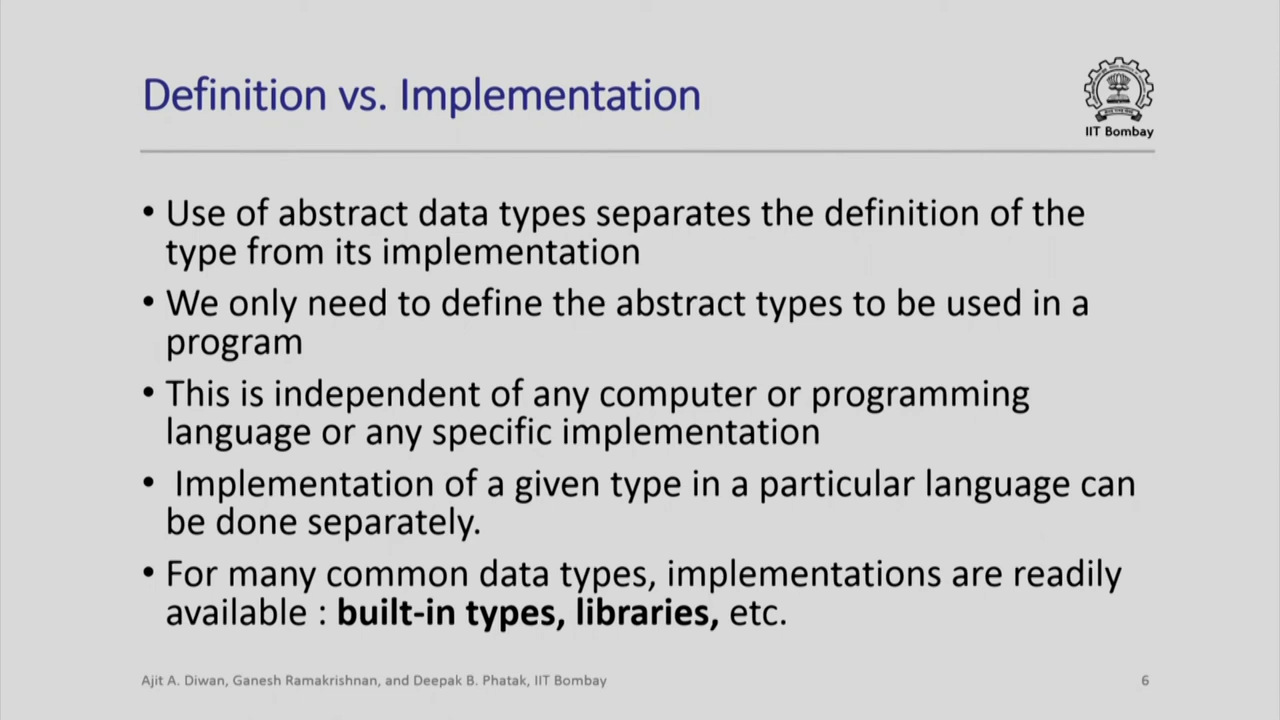 Definition vs. Implementation
IIT Bombay
• Use of abstract data types separates the definition of the
type from its implementation
• We only need to define the abstract types to be used in a
program
• This is independent of any computer or programming
language or any specific implementation
• Implementation of a given type in a particular language can
be done separately.
• For many common data types, implementations are readily
available : built-in types, libraries, etc.
Ajit A. Diwan, Ganesh Ramakrishnan, and Deepak B. Phatak, IIT Bombay
6